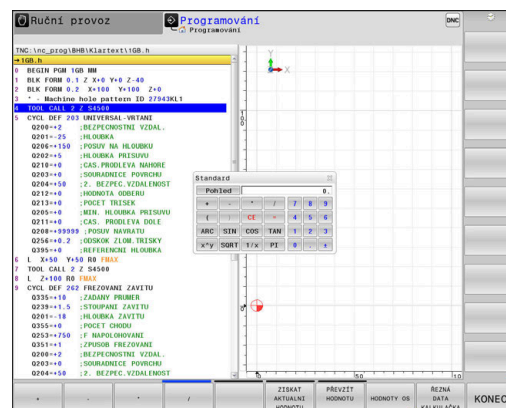 Ruční provoz
Programování
Programování
DNC
TNC:\nc_prog\BHB\Klartext\1GB.h
→1GB.h
0 BEGIN PGM 1GB MM
1 BLK FORM 0.1 Z X+0 Y+0 Z-40
2 BLK FORM 0.2 X+100 Y+100 Z+0
3 * - Machine hole pattern ID 27943KL1
4 TOOL CALL 2 Z S4500
5 CYCL DEF 203 UNIVERSAL-VRTANI
Q200=+2 ;BEZPECNOSTNI VZDAL.
Q201=-25 ;HLOUBKA
Q206=+150 ;POSUV NA HLOUBKU
Q202=+5 ;HLOUBKA PRISUVU
Q210=+0 ;CAS.PRODLEVA NAHORE
Q203=+0 ;SOURADNICE POVRCHU
Q204=+50 ;2. BEZPEC.VZDALENOST
Q212=+0 ;HODNOTA ODBERU
Q213=+0 ;POCET TRISEK
Q205=+0 ;MIN. HLOUBKA PRISUVU
Q211=+0 ;CAS. PRODLEVA DOLE
Q208=+99999 ;POSUV NAVRATU
Q256=+0.2 ;ODSKOK ZLOM.TRISKY
Q395=+0 ;REFERENCNI HLOUBKA
6 L X+50 Y+50 R0 FMAX
7 TOOL CALL 2 Z S4500
8 L Z+100 R0 FMAX
9 CYCL DEF 262 FREZOVANI ZAVITU
Q335=+10 ;ZADANY PRUMER
Q239=+1.5 ;STOUPANI ZAVITU
Q201=-18 ;HLOUBKA ZAVITU
Q355=+0 ;POCET CHODU
Q253=+750 ;F NAPOLOHOVANI
Q351=+1 ;ZPUSOB FREZOVANI
Q200=+2 ;BEZPECNOSTNI VZDAL.
Q203=+0 ;SOURADNICE POVRCHU
Q204=+50 ;2. BEZPEC.VZDALENOST
Y
X
100
0
0
50
10
Standard
Pohled 0.
+ - * / 7 8 9
( ) CE = 4 5 6
ARC SIN COS TAN 1 2 3
x^y SQRT 1/x PI 0 . ±
+ - * /
ZÍSKAT AKTUALNI HODNOTU
PŘEVZÍT HODNOTU
HODNOTY OS
ŘEZNÁ DATA KALKULAČKA
KONEC